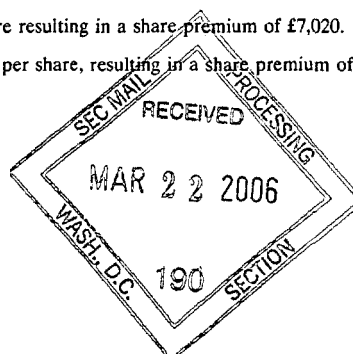 re resulting in a share premium of £7,020.
per share, resulting in a share premium of
SEC MAIL PROCESSING
RECEIVED
MAR 22 2006
WASH., D.C. SECTION
190